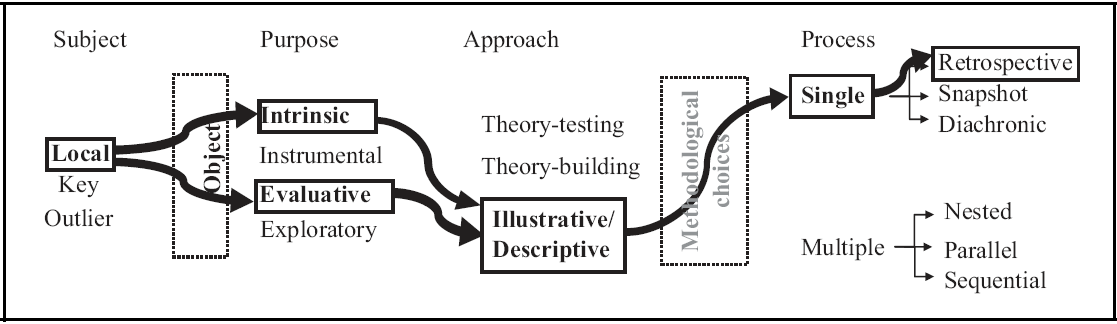 Subject
Purpose
Approach
Process
Local
Key
Outlier
Object
Intrinsic
Instrumental
Evaluative
Exploratory
Theory-testing
Theory-building
Illustrative/
Descriptive
Methodological
choices
Single
Retrospective
Snapshot
Diachronic
Multiple
Nested
Parallel
Sequential